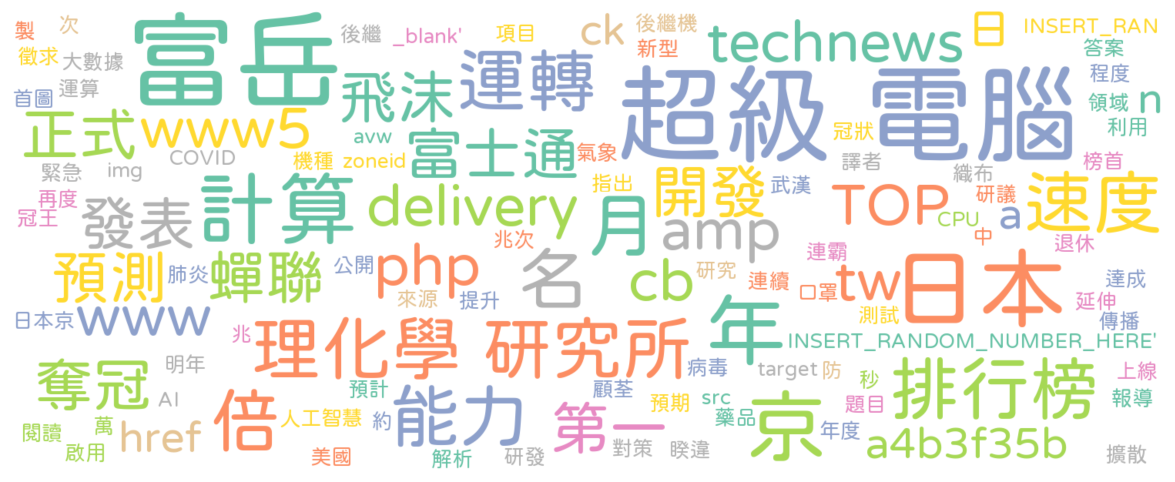 製 次 富岳 後繼 _blank' 項目 ck 後繼機 technews 日 INSERT_RAN
徵求 大數據 新型 答案
首圖 運算 飛沫 運轉 超級 電腦 程度
領域 n
正式 www5 avw 富士通 冠狀 利用
COVID 機種 zoneid 氣象 譯者 榜首
緊急 img 指出 武漢 織布
再度 計算 delivery 月 開發 TOP 研議 a 速度
冠王 發表 兆次 amp CPU 中 退休
預測 肺炎 蟬聯 公開 php 名 cb 研究 連霸 連續 tw 日本 達成
來源 提升 口罩 延伸
日本京 www 兆 理化學 研究所 年 測試 傳播
INSERT_RANDOM_NUMBER_HERE'
奪冠 明年 病毒 target 防 秒 排行榜 上線
AI 倍 預計 能力 顧荃 src 題目 報導
萬 人工智慧 約 第一 預期 藥品 京 年度
閱讀 href a4b3f35b
啟用 美國 解析 研發 對策 睽違 擴散